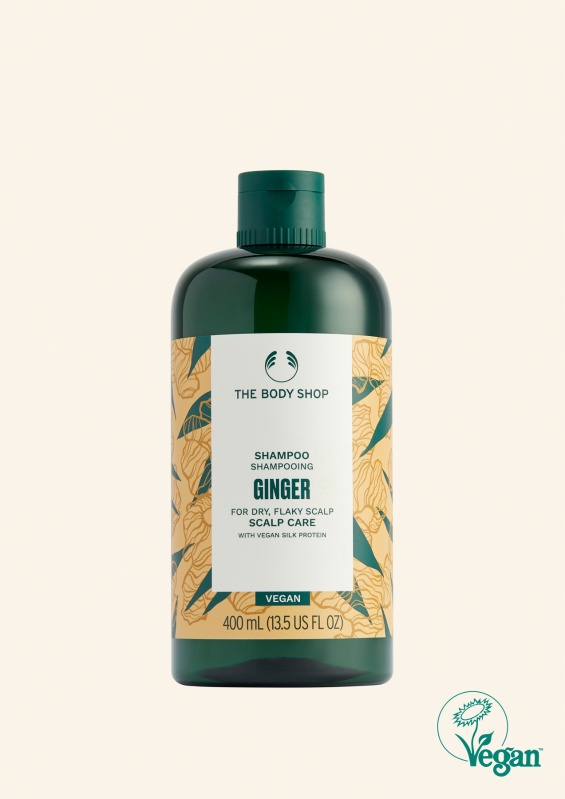 THE BODY SHOP
SHAMPOO
SHAMPOOING
GINGER
FOR DRY, FLAKY SCALP
SCALP CARE
WITH VEGAN SILK PROTEIN
VEGAN
400 mL (13.5 US FL OZ)
Vegan™